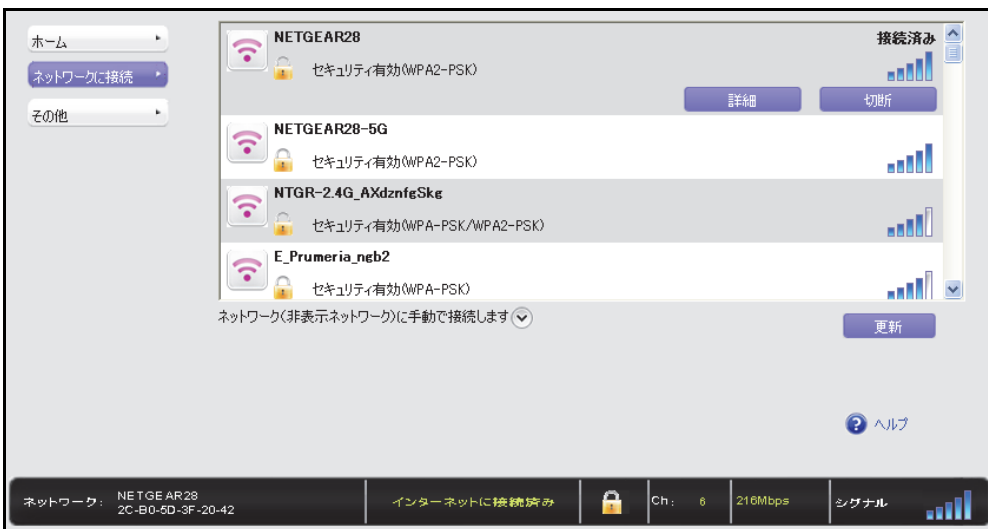 ホーム
ネットワークに接続
その他
NETGEAR28
接続済み
セキュリティ有効(WPA2-PSK)
詳細
切断
NETGEAR28-5G
セキュリティ有効(WPA2-PSK)
NTGR-2.4G_AXdznfgSkg
セキュリティ有効(WPA-PSK/WPA2-PSK)
E_Prumeria_ngb2
セキュリティ有効(WPA-PSK)
ネットワーク(非表示ネットワーク)に手動で接続します
更新
? ヘルプ
ネットワーク: NETGEAR28
2C-B0-5D-3F-20-42
インターネットに接続済み
Ch: 6
216Mbps
シグナル